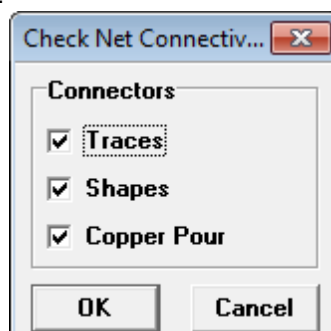 Check Net Connectiv...
Connectors
Traces
Shapes
Copper Pour
OK Cancel